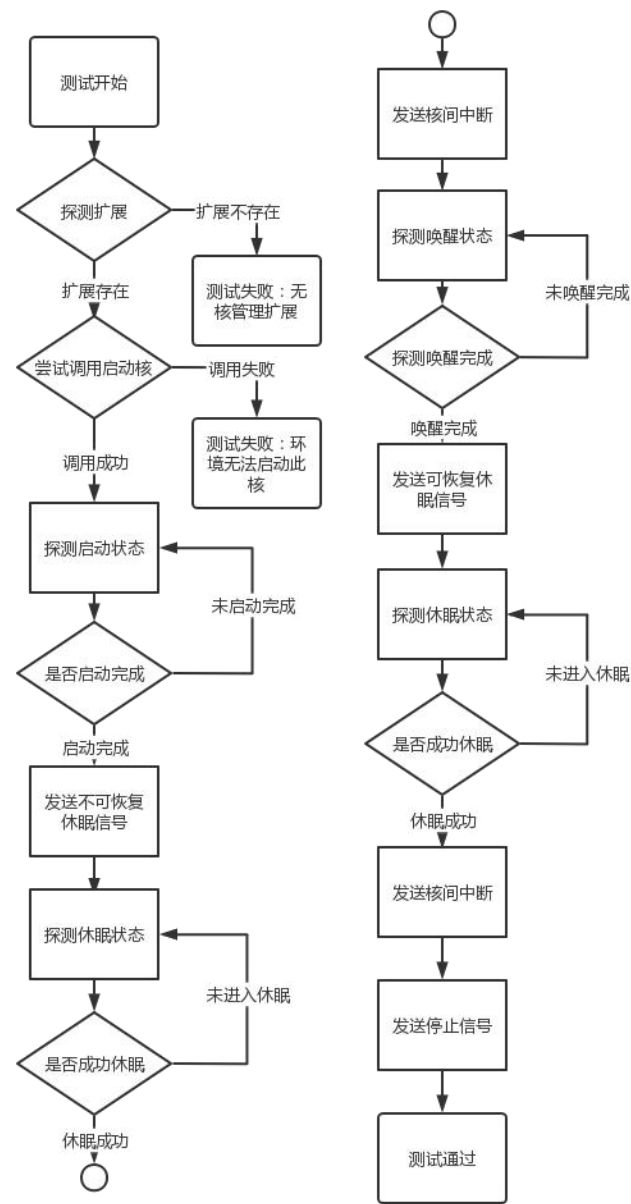 测试开始
探测扩展
扩展不存在
测试失败：无
核管理扩展
扩展存在
尝试调用启动核
调用失败
测试失败：环
境无法启动此
核
调用成功
探测启动状态
未启动完成
是否启动完成
启动完成
发送不可恢复
休眠信号
探测休眠状态
未进入休眠
是否成功休眠
休眠成功
发送核间中断
探测唤醒状态
未唤醒完成
探测唤醒完成
唤醒完成
发送可恢复休
眠信号
探测休眠状态
未进入休眠
是否成功休眠
休眠成功
发送核间中断
发送停止信号
测试通过